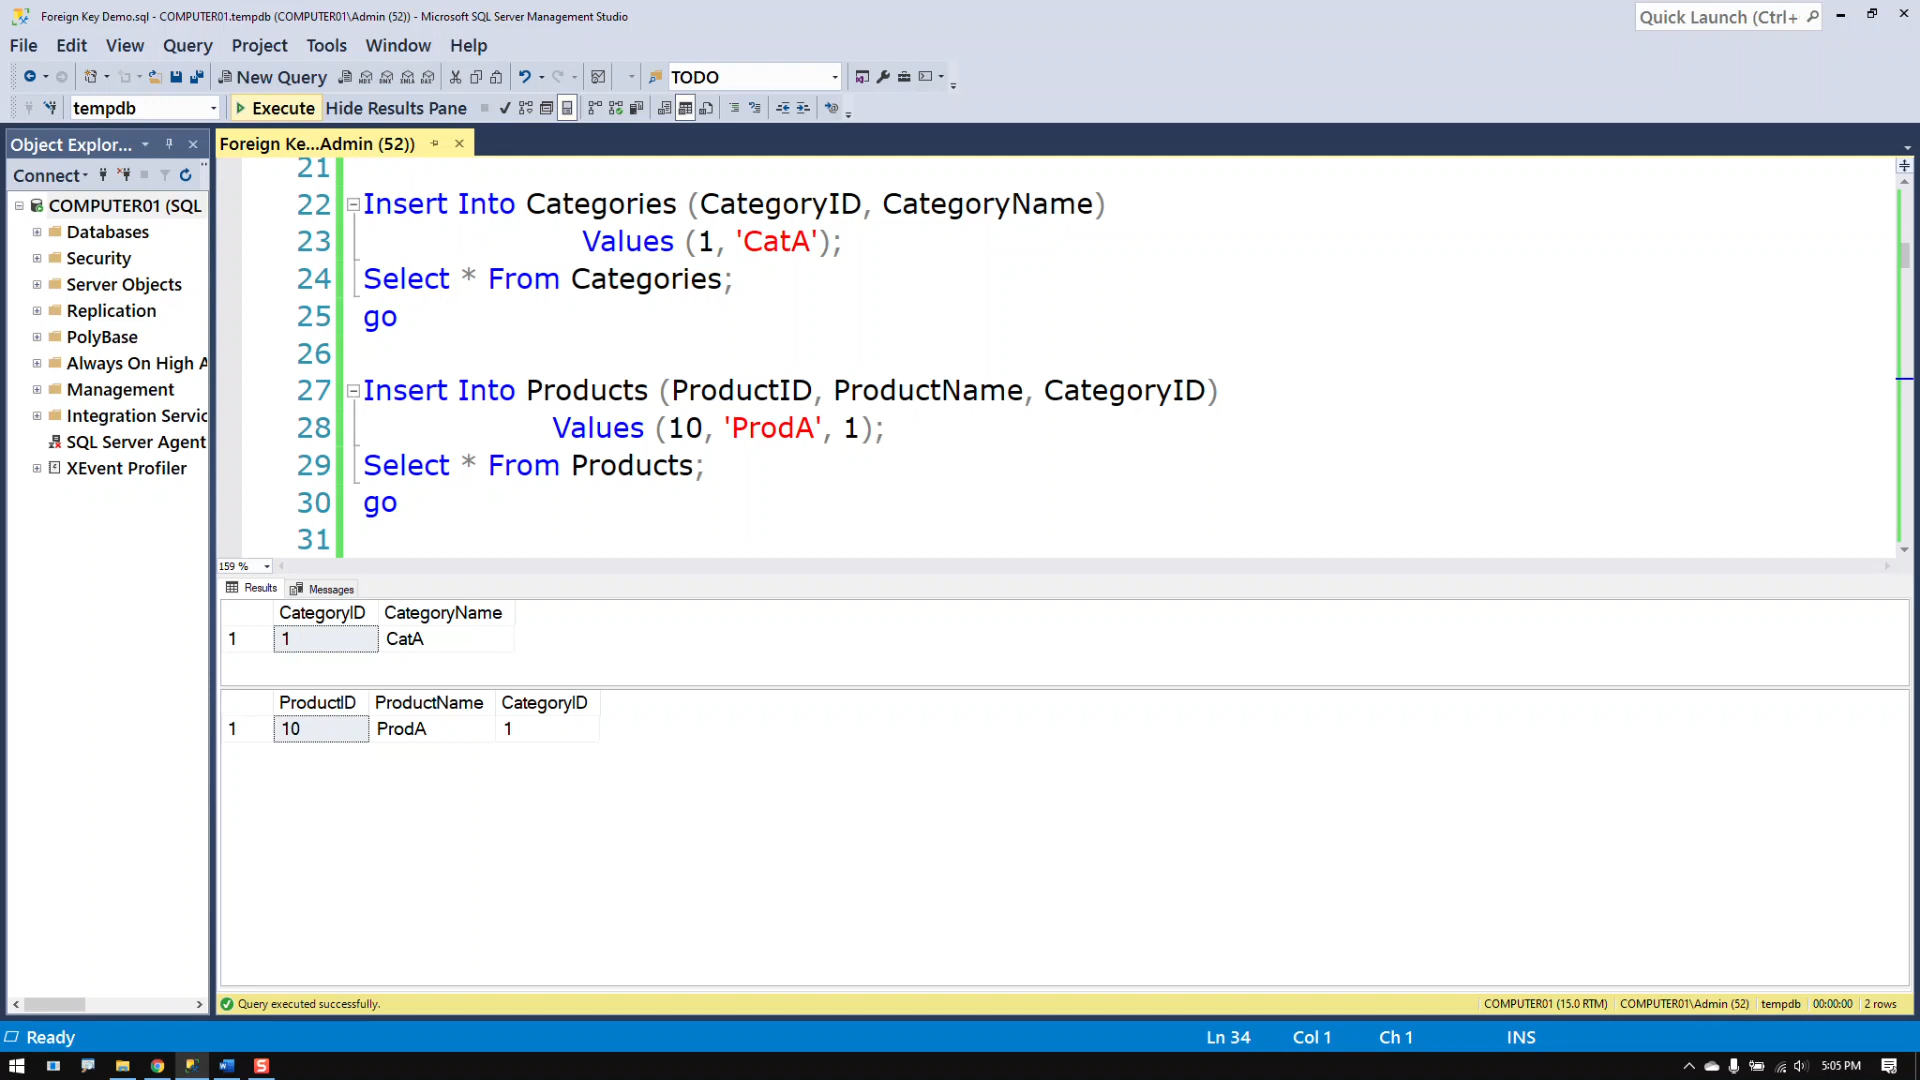 Foreign Key Demo.sql - COMPUTER01.tempdb (COMPUTER01\Admin (52)) - Microsoft SQL Server Management Studio
Quick Launch (Ctrl+
File Edit View Query Project Tools Window Help
New Query TODO
tempdb Execute Hide Results Pane
Object Explor...
Foreign Ke...Admin (52))
Connect
COMPUTER01 (SQL
Databases
Security
Server Objects
Replication
PolyBase
Always On High A
Management
Integration Servic
SQL Server Agent
XEvent Profiler
21
22 Insert Into Categories (CategoryID, CategoryName)
23 Values (1, 'CatA');
24 Select * From Categories;
25 go
26
27 Insert Into Products (ProductID, ProductName, CategoryID)
28 Values (10, 'ProdA', 1);
29 Select * From Products;
30 go
31
159 %
Results Messages
CategoryID CategoryName
1 1 CatA
ProductID ProductName CategoryID
1 10 ProdA 1
Query executed successfully. COMPUTER01 (15.0 RTM) COMPUTER01\Admin (52) tempdb 00:00:00 2 rows
Ready Ln 34 Col 1 Ch 1 INS
5:05 PM